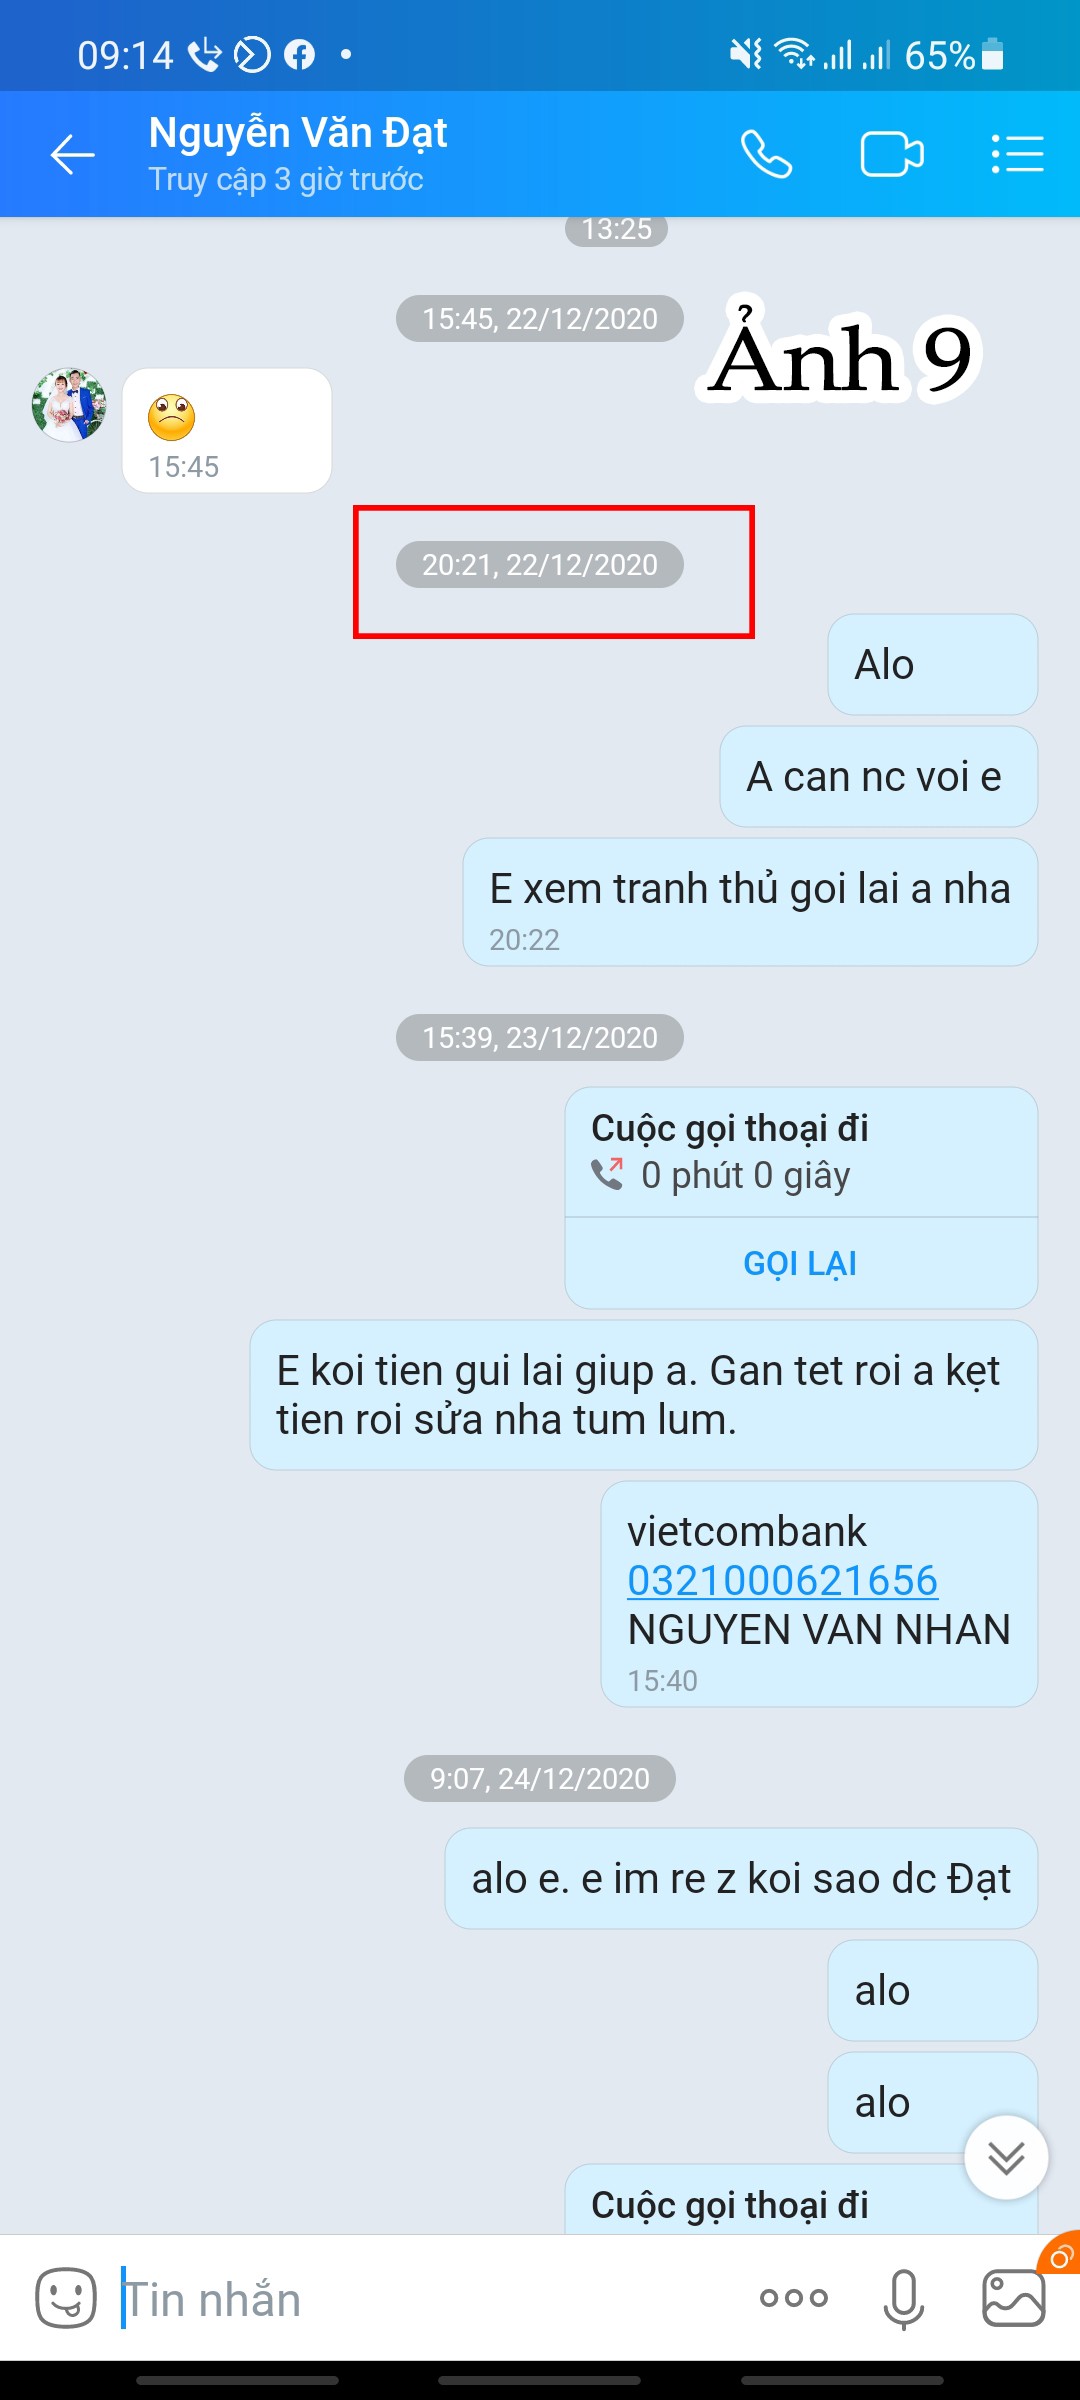 09:14
65%
Nguyễn Văn Đạt
Truy cập 3 giờ trước
13:25
15:45, 22/12/2020
Ảnh 9
15:45
20:21, 22/12/2020
Alo
A can nc voi e
E xem tranh thủ goi lai a nha
20:22
15:39, 23/12/2020
Cuộc gọi thoại đi
0 phút 0 giây
GỌI LẠI
E koi tien gui lai giup a. Gan tet roi a kẹt
tien roi sửa nha tum lum.
vietcombank
0321000621656
NGUYEN VAN NHAN
15:40
9:07, 24/12/2020
alo e. e im re z koi sao dc Đạt
alo
alo
Cuộc gọi thoại đi
Tin nhắn